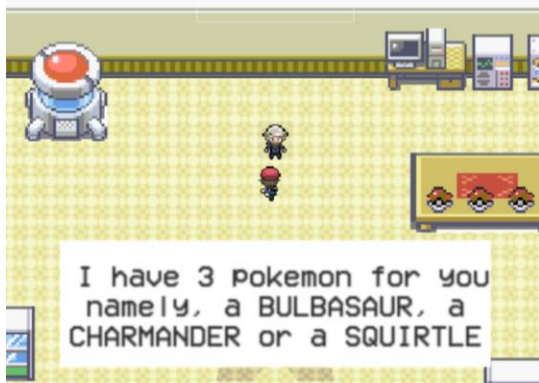 I have 3 pokemon for you
namely, a BULBASAUR, a
CHARMANDER or a SQUIRTLE